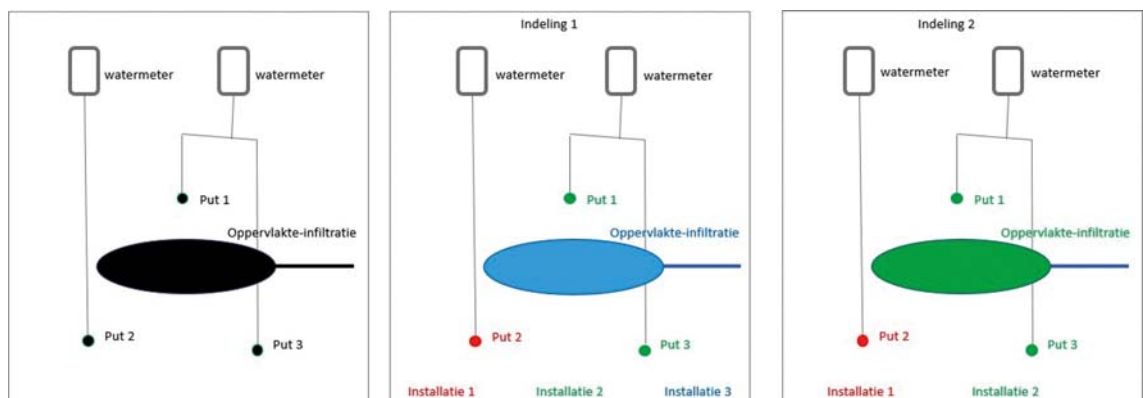 watermeter
watermeter
Put 1
Oppervlakte-infiltratie
Put 2
Put 3
Indeling 1
watermeter
watermeter
Put 1
Oppervlakte-infiltratie
Put 2
Put 3
Installatie 1
Installatie 2
Installatie 3
Indeling 2
watermeter
watermeter
Put 1
Oppervlakte-infiltratie
Put 2
Put 3
Installatie 1
Installatie 2